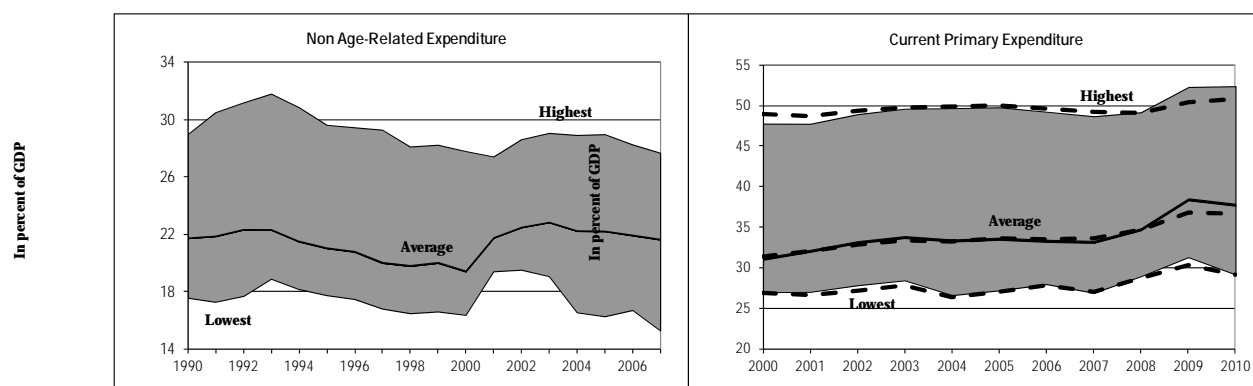 In percent of GDP
Non Age-Related Expenditure
34
30
26
22
18
14
Highest
Average
Lowest
1990 1992 1994 1996 1998 2000 2002 2004 2006
In percent of GDP
Current Primary Expenditure
55
50
45
40
35
30
25
20
Highest
Average
Lowest
2000 2001 2002 2003 2004 2005 2006 2007 2008 2009 2010